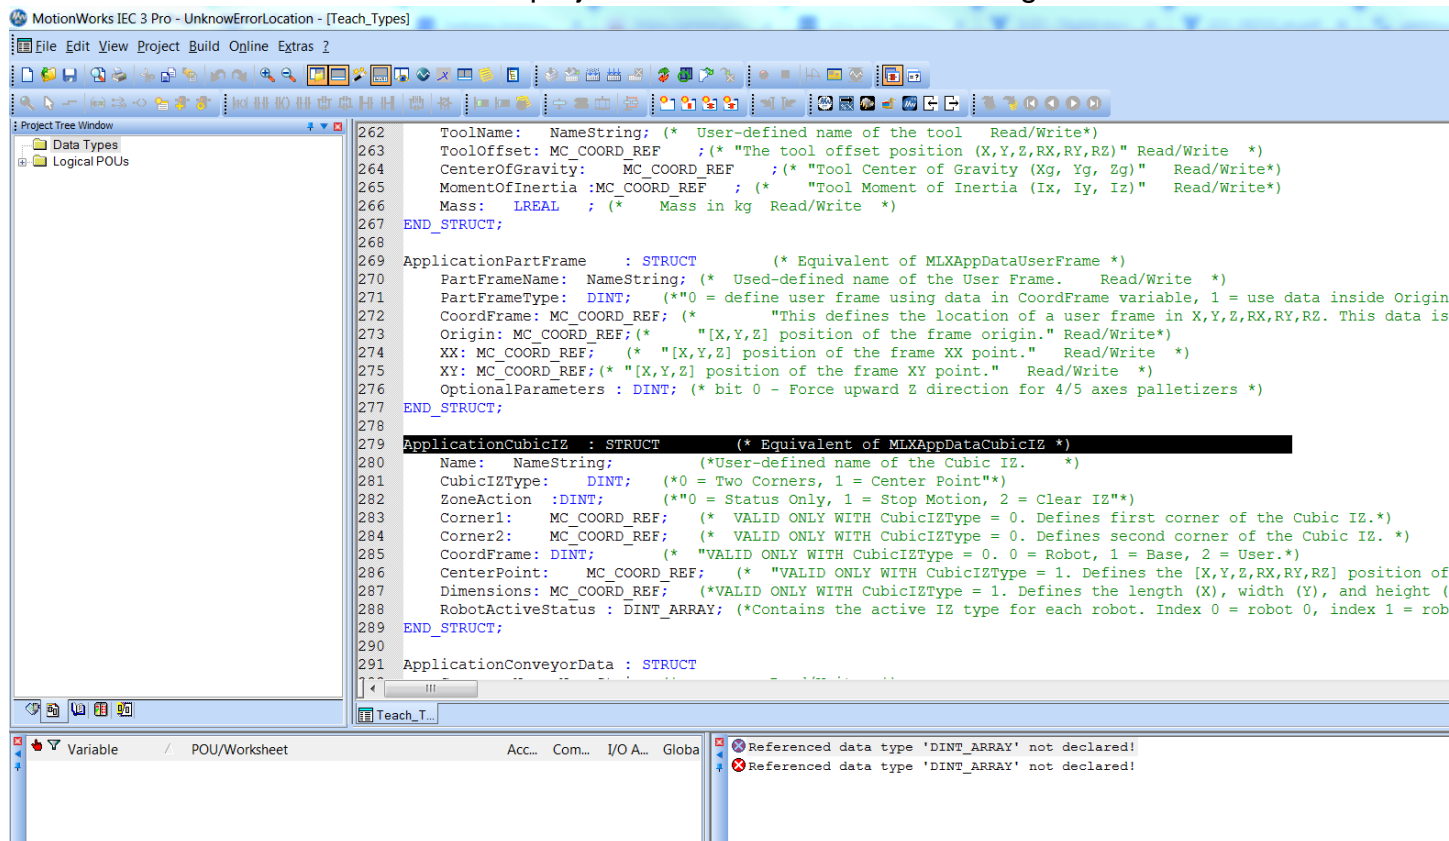 MotionWorks IEC 3 Pro - UnknowErrorLocation - [Teach_Types]
File Edit View Project Build Online Extras ?
Project Tree Window
Data Types
Logical POUs
262 ToolName: NameString; (* User-defined name of the tool Read/Write*)
263 ToolOffset: MC_COORD_REF ;(* "The tool offset position (X,Y,Z,RX,RY,RZ)" Read/Write *)
264 CenterOfGravity: MC_COORD_REF ;(* "Tool Center of Gravity (Xg, Yg, Zg)" Read/Write*)
265 MomentOfInertia :MC_COORD_REF ; (* "Tool Moment of Inertia (Ix, Iy, Iz)" Read/Write*)
266 Mass: LREAL ; (* Mass in kg Read/Write *)
267 END_STRUCT;
268
269 ApplicationPartFrame : STRUCT (* Equivalent of MLXAppDataUserFrame *)
270 PartFrameName: NameString; (* Used-defined name of the User Frame. Read/Write *)
271 PartFrameType: DINT; (*"0 = define user frame using data in CoordFrame variable, 1 = use data inside Origin
272 CoordFrame: MC_COORD_REF; (* "This defines the location of a user frame in X,Y,Z,RX,RY,RZ. This data is
273 Origin: MC_COORD_REF;(* "[X,Y,Z] position of the frame origin." Read/Write*)
274 XX: MC_COORD_REF; (* "[X,Y,Z] position of the frame XX point." Read/Write *)
275 XY: MC_COORD_REF;(* "[X,Y,Z] position of the frame XY point." Read/Write *)
276 OptionalParameters : DINT; (* bit 0 - Force upward Z direction for 4/5 axes palletizers *)
277 END_STRUCT;
278
279 ApplicationCubicIZ : STRUCT (* Equivalent of MLXAppDataCubicIZ *)
280 Name: NameString; (*User-defined name of the Cubic IZ. *)
281 CubicIZType: DINT; (*0 = Two Corners, 1 = Center Point"*)
282 ZoneAction :DINT; (*"0 = Status Only, 1 = Stop Motion, 2 = Clear IZ"*)
283 Corner1: MC_COORD_REF; (* VALID ONLY WITH CubicIZType = 0. Defines first corner of the Cubic IZ.*)
284 Corner2: MC_COORD_REF; (* VALID ONLY WITH CubicIZType = 0. Defines second corner of the Cubic IZ. *)
285 CoordFrame: DINT; (* "VALID ONLY WITH CubicIZType = 0. 0 = Robot, 1 = Base, 2 = User.*)
286 CenterPoint: MC_COORD_REF; (* "VALID ONLY WITH CubicIZType = 1. Defines the [X,Y,Z,RX,RY,RZ] position of
287 Dimensions: MC_COORD_REF; (*VALID ONLY WITH CubicIZType = 1. Defines the length (X), width (Y), and height (
288 RobotActiveStatus : DINT_ARRAY; (*Contains the active IZ type for each robot. Index 0 = robot 0, index 1 = rob
289 END_STRUCT;
290
291 ApplicationConveyorData : STRUCT
Teach_T...
Variable / POU/Worksheet Acc... Com... I/O A... Globa
Referenced data type 'DINT_ARRAY' not declared!
Referenced data type 'DINT_ARRAY' not declared!